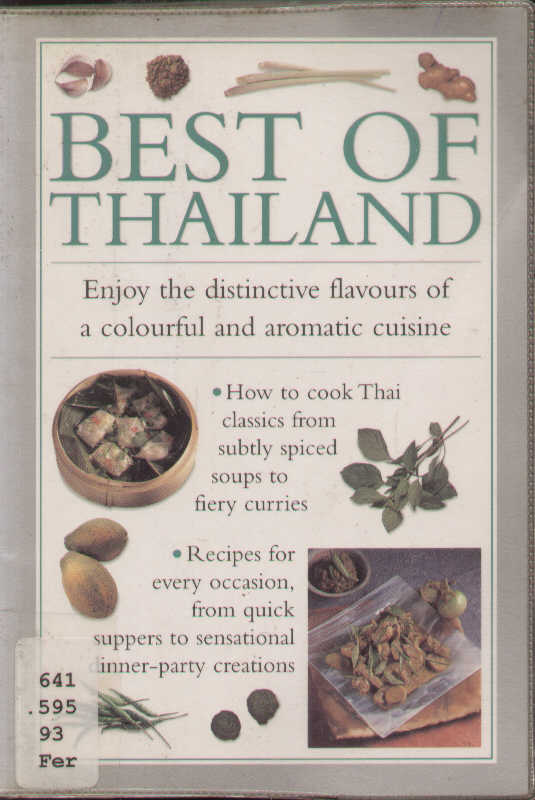 BEST OF
THAILAND
Enjoy the distinctive flavours of
a colourful and aromatic cuisine
• How to cook Thai
classics from
subtly spiced
soups to
fiery curries
• Recipes for
every occasion,
from quick
suppers to sensational
inner-party creations
641
.595
93
Fer